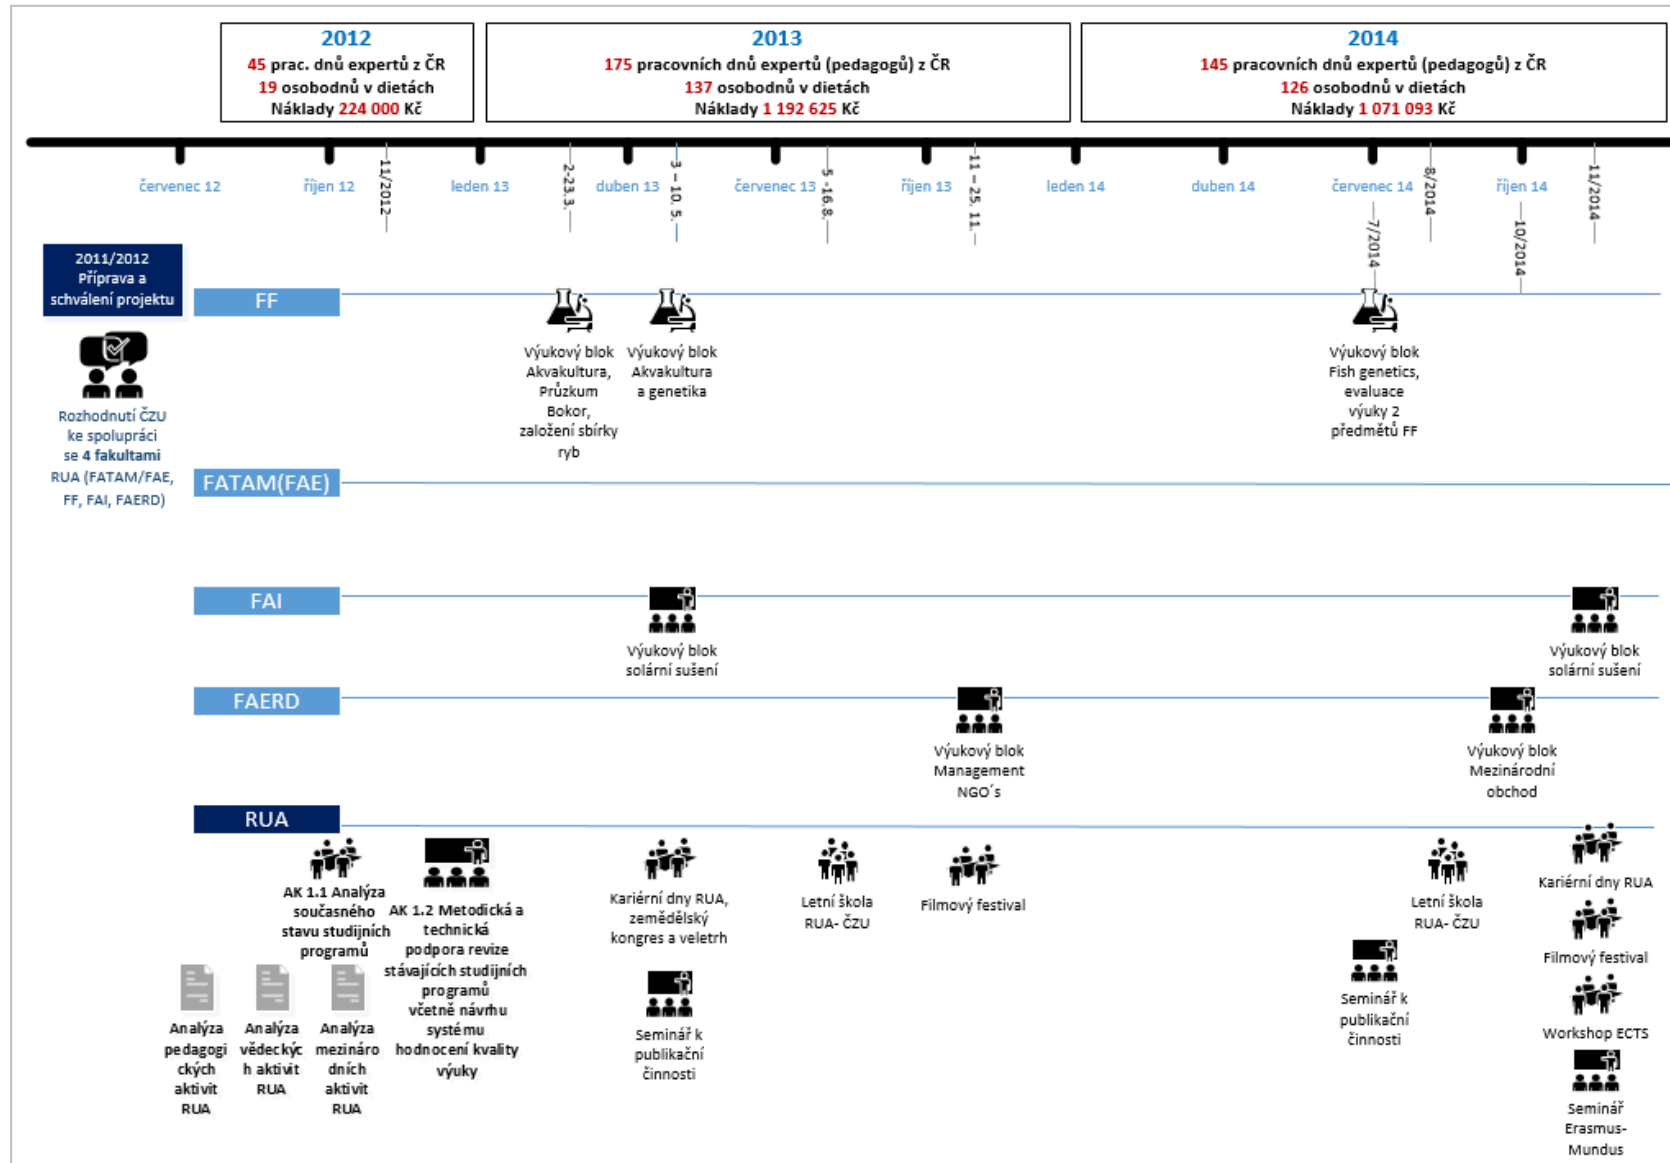 2012
45 prac. dnů expertů z ČR
19 osobodnů v dietách
Náklady 224 000 Kč
2013
175 pracovních dnů expertů (pedagogů) z ČR
137 osobodnů v dietách
Náklady 1 192 625 Kč
2014
145 pracovních dnů expertů (pedagogů) z ČR
126 osobodnů v dietách
Náklady 1 071 093 Kč
červenec 12
říjen 12
11/2012
leden 13
2-23.3.
duben 13
3 – 10. 5.
červenec 13
5 -16.8.
říjen 13
11 – 25. 11.
leden 14
duben 14
červenec 14
7/2014
8/2014
říjen 14
10/2014
11/2014
2011/2012
Příprava a
schválení projektu
Rozhodnutí ČZU
ke spolupráci
se 4 fakultami
RUA (FATAM/FAE,
FF, FAI, FAERD)
FF
Výukový blok
Akvakultura,
Průzkum
Bokor,
založení sbírky
ryb
Výukový blok
Akvakultura
a genetika
Výukový blok
Fish genetics,
evaluace
výuky 2
předmětů FF
FATAM(FAE)
FAI
Výukový blok
solární sušení
Výukový blok
solární sušení
FAERD
Výukový blok
Management
NGO´s
Výukový blok
Mezinárodní
obchod
RUA
AK 1.1 Analýza
současného
stavu studijních
programů
AK 1.2 Metodická a
technická
podpora revize
stávajících studijních
programů
včetně návrhu
systému
hodnocení kvality
výuky
Kariérní dny RUA,
zemědělský
kongres a veletrh
Letní škola
RUA- ČZU
Filmový festival
Letní škola
RUA- ČZU
Kariérní dny RUA
Filmový festival
Workshop ECTS
Seminář
Erasmus-
Mundus
Seminář k
publikační
činnosti
Seminář k
publikační
činnosti
Analýza
pedagogi
ckých
aktivit
RUA
Analýza
vědeckýc
h aktivit
RUA
Analýza
mezináro
dních
aktivit
RUA